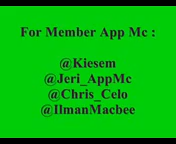 For Member App Mc :
@Kiesem
@Jeri_AppMc
@Chris_Celo
@IlmanMacbee